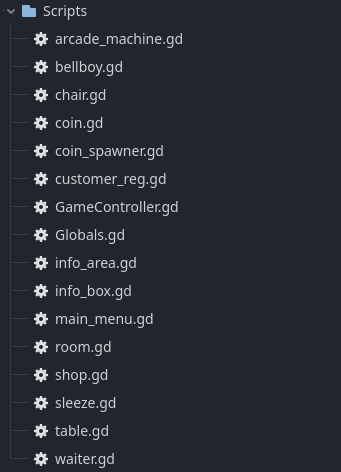 Scripts
arcade_machine.gd
bellboy.gd
chair.gd
coin.gd
coin_spawner.gd
customer_reg.gd
GameController.gd
Globals.gd
info_area.gd
info_box.gd
main_menu.gd
room.gd
shop.gd
sleeze.gd
table.gd
waiter.gd